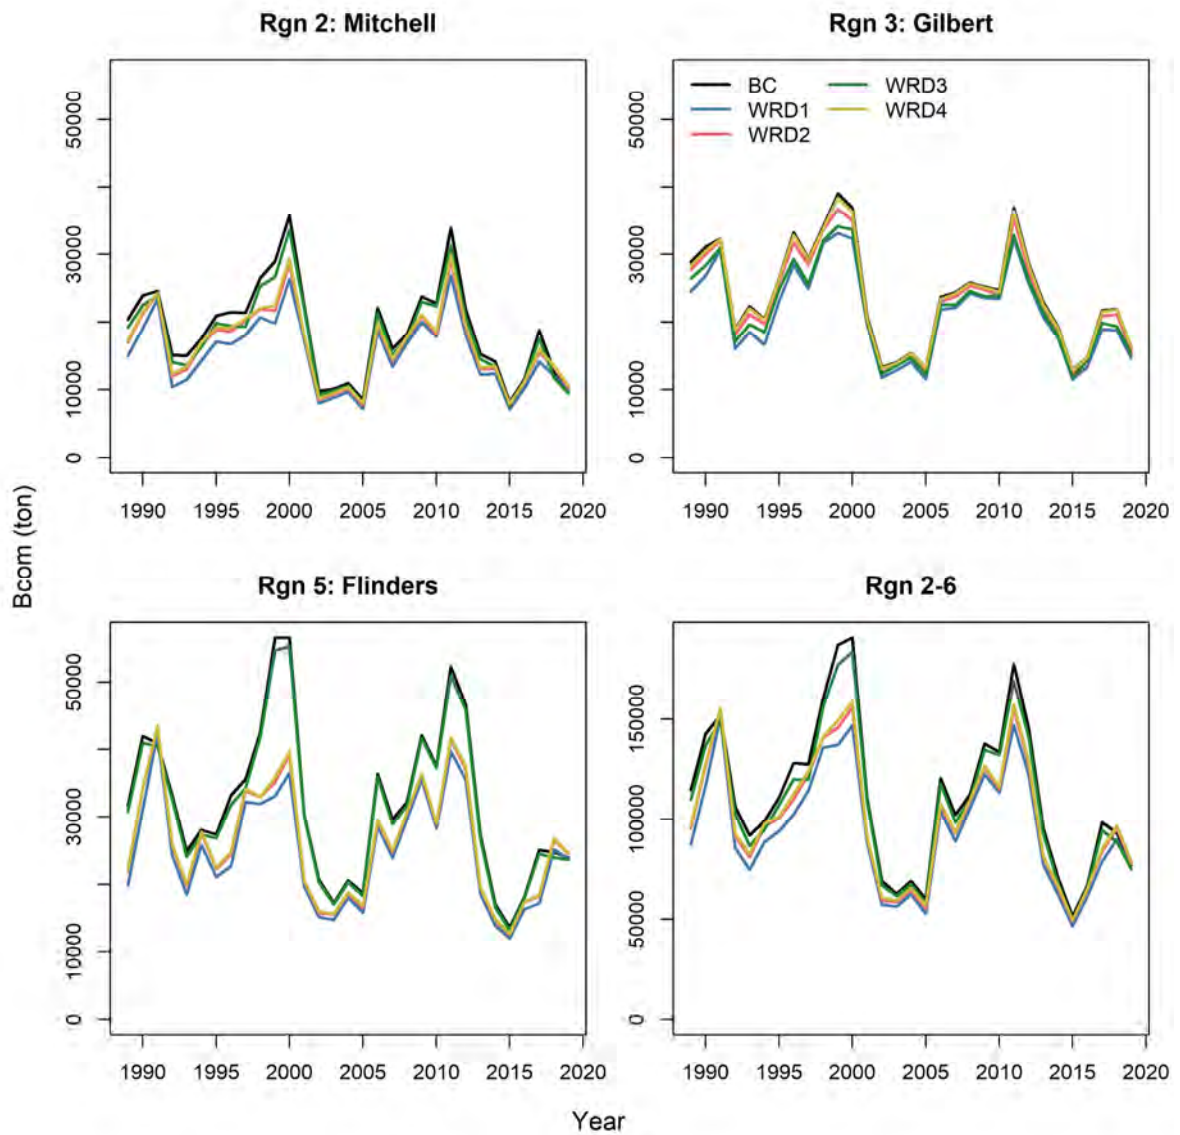 Rgn 2: Mitchell
Rgn 3: Gilbert
BC
WRD1
WRD2
WRD3
WRD4
50000
30000
10000
0
50000
30000
10000
0
1990 1995 2000 2005 2010 2015 2020
1990 1995 2000 2005 2010 2015 2020
Bcom (ton)
Rgn 5: Flinders
Rgn 2-6
50000
30000
10000
0
150000
100000
50000
0
1990 1995 2000 2005 2010 2015 2020
1990 1995 2000 2005 2010 2015 2020
Year